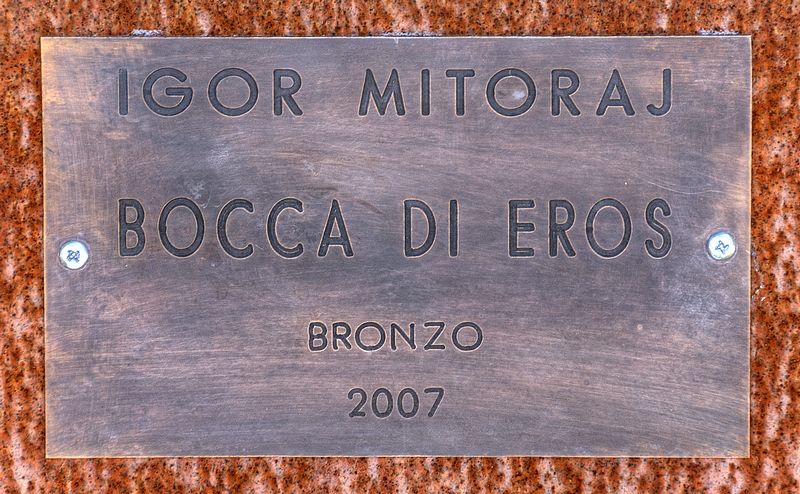 IGOR MITORAJ
BOCCA DI EROS
BRONZO
2007